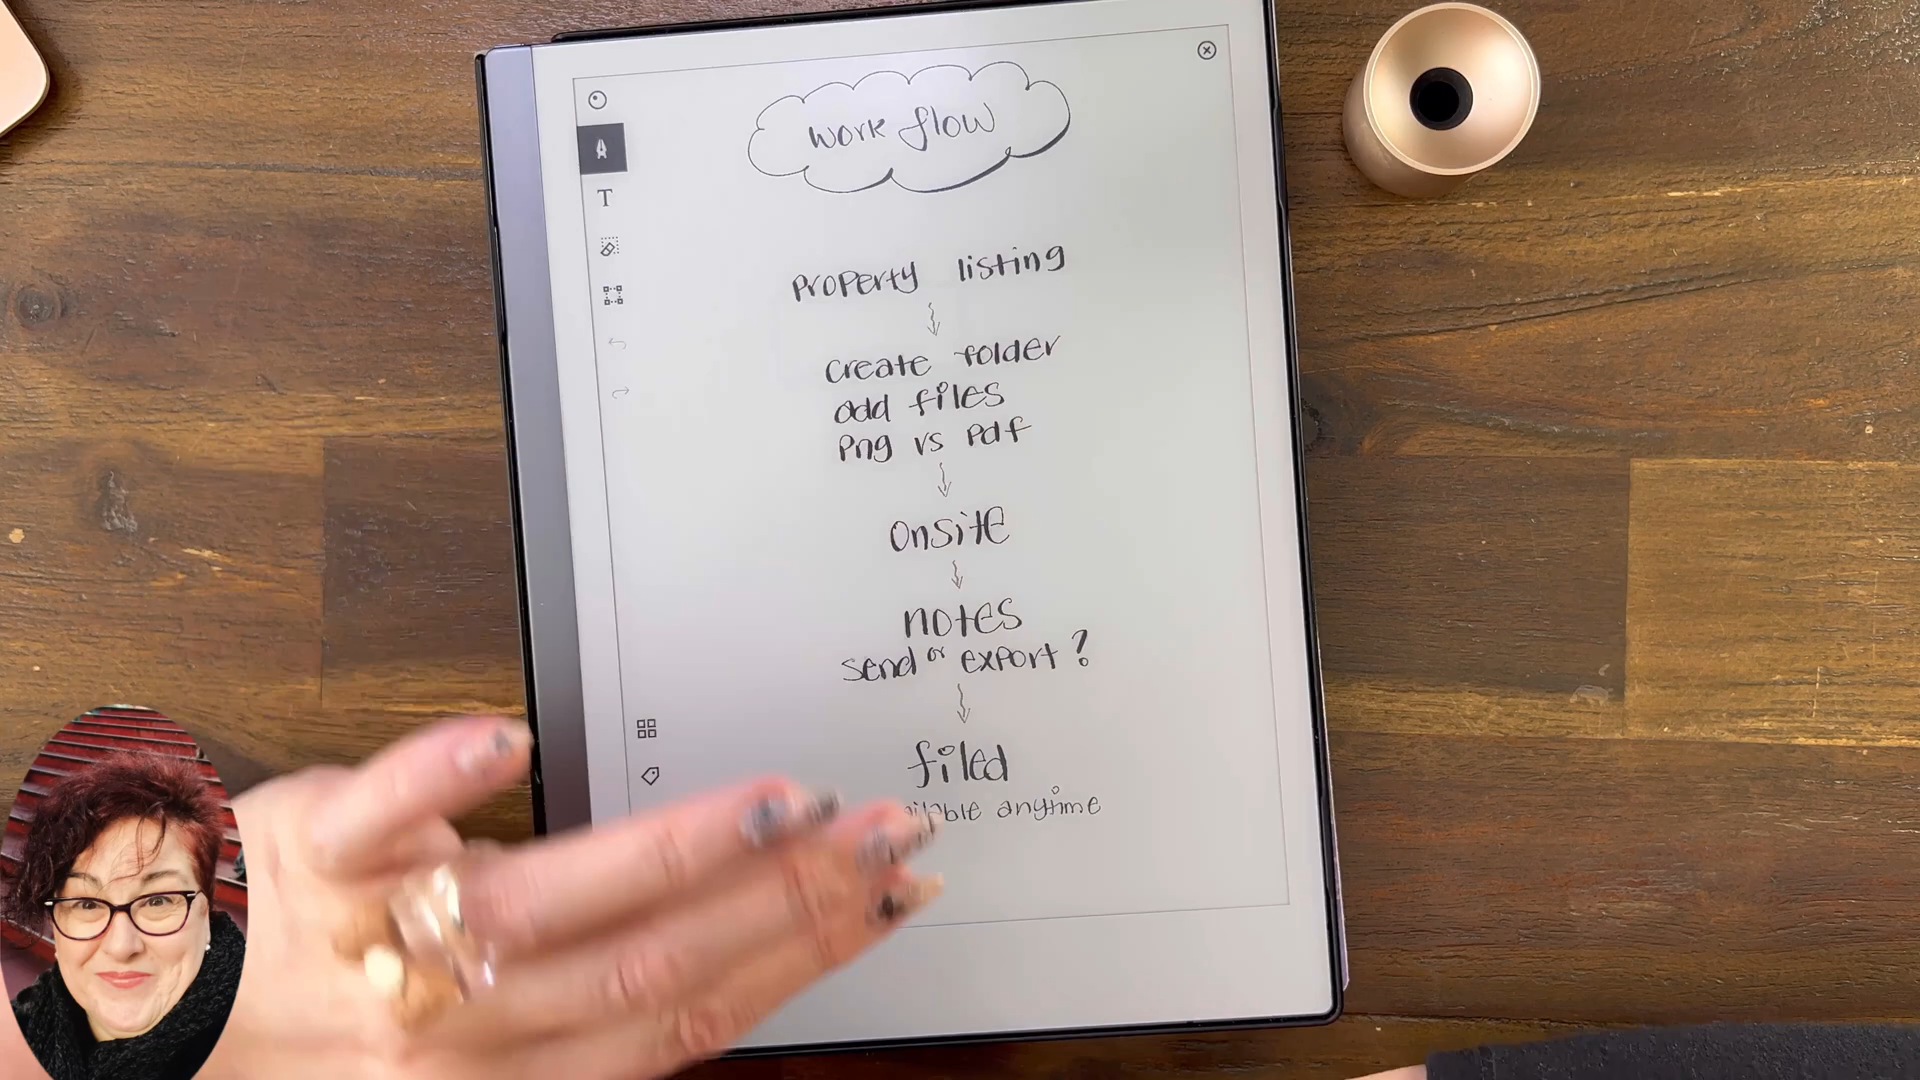 work flow
T
property listing
create folder
add files
Png vs pdf
onsite
notes
send or export?
filed
anytime